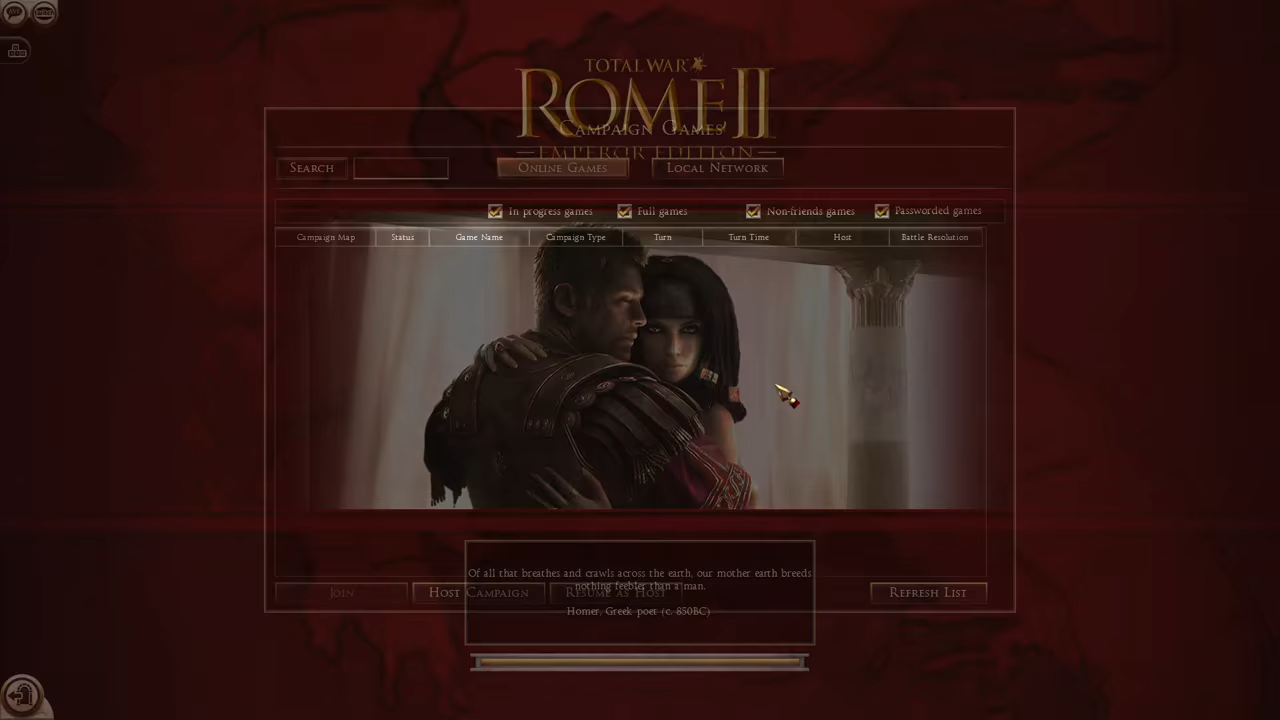 TOTAL WAR
ROME II
EMPEROR EDITION
CAMPAIGN GAMES
SEARCH
ONLINE GAMES
LOCAL NETWORK
In progress games
Full games
Non-friends games
Passworded games
Campaign Map
Status
Game Name
Campaign Type
Turn
Turn Time
Host
Battle Resolution
Of all that breathes and crawls across the earth, our mother earth breeds
nothing feebler than a man.
Homer, Greek poet (c. 850BC)
JOIN
HOST CAMPAIGN
RESUME AS HOST
REFRESH LIST